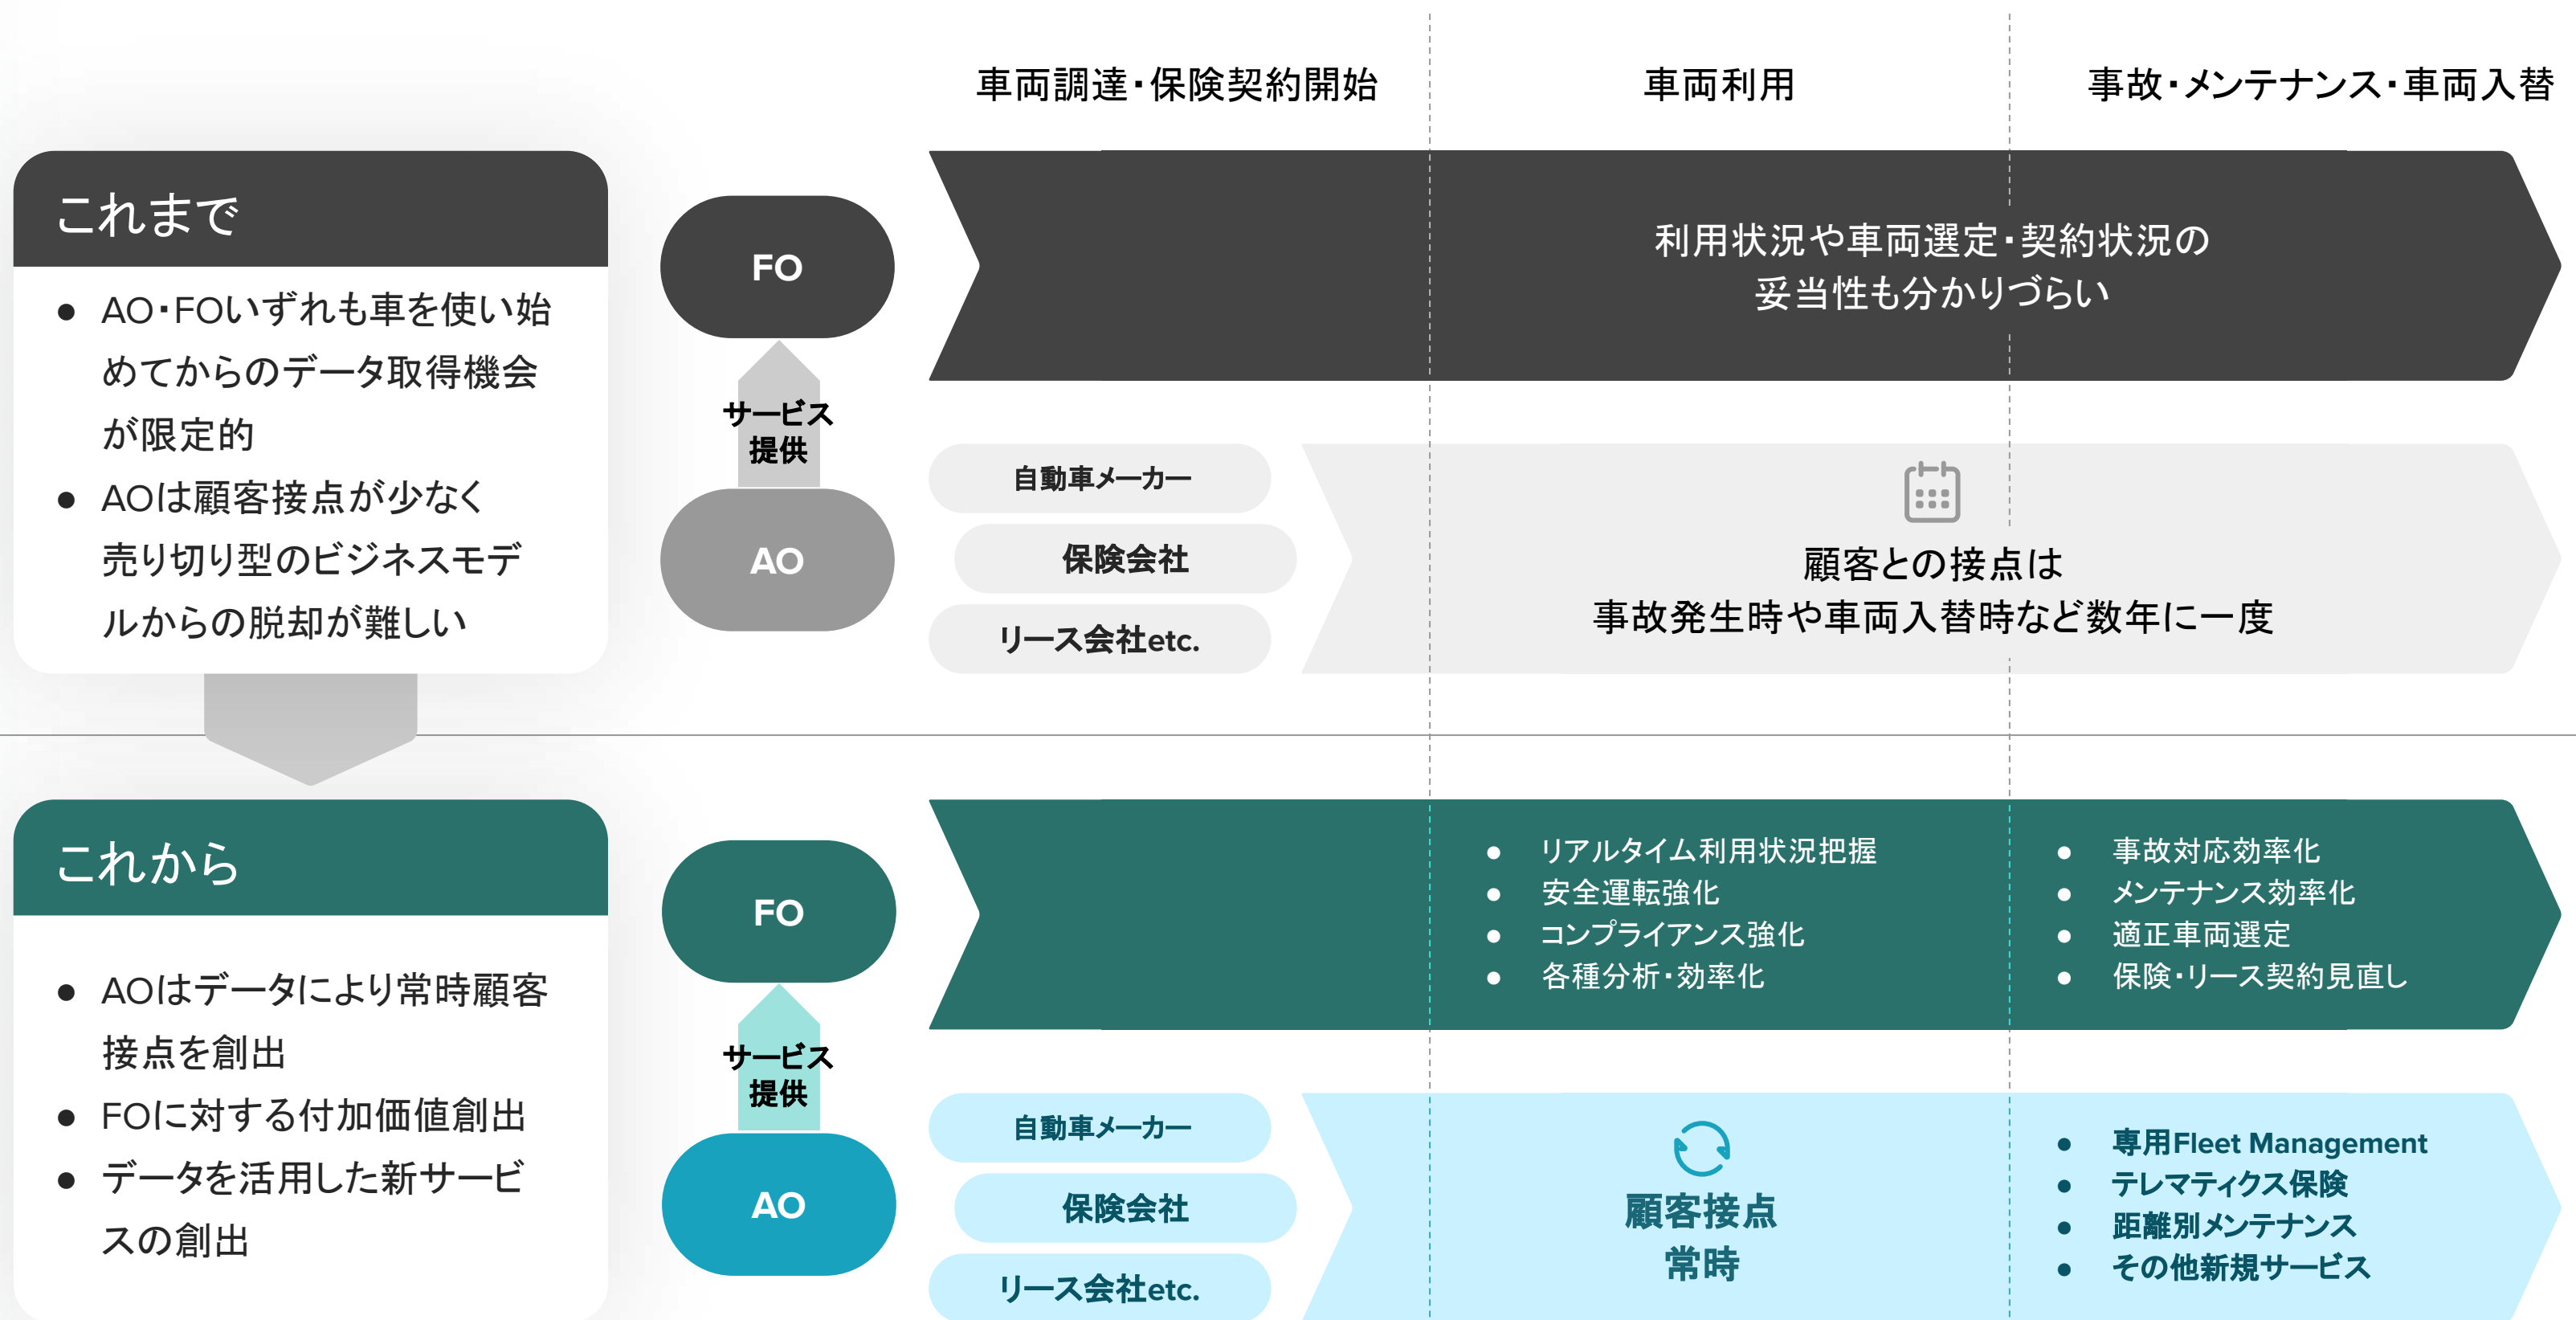 車両調達・保険契約開始
車両利用
事故・メンテナンス・車両入替
これまで
● AO・FOいずれも車を使い始
めてからのデータ取得機会
が限定的
● AOは顧客接点が少なく
売り切り型のビジネスモデ
ルからの脱却が難しい
FO
サービス
提供
AO
利用状況や車両選定・契約状況の
妥当性も分かりづらい
自動車メーカー
保険会社
リース会社etc.
顧客との接点は
事故発生時や車両入替時など数年に一度
これから
● AOはデータにより常時顧客
接点を創出
● FOに対する付加価値創出
● データを活用した新サービ
スの創出
FO
サービス
提供
AO
● リアルタイム利用状況把握
● 安全運転強化
● コンプライアンス強化
● 各種分析・効率化
● 事故対応効率化
● メンテナンス効率化
● 適正車両選定
● 保険・リース契約見直し
自動車メーカー
保険会社
リース会社etc.
顧客接点
常時
● 専用Fleet Management
● テレマティクス保険
● 距離別メンテナンス
● その他新規サービス